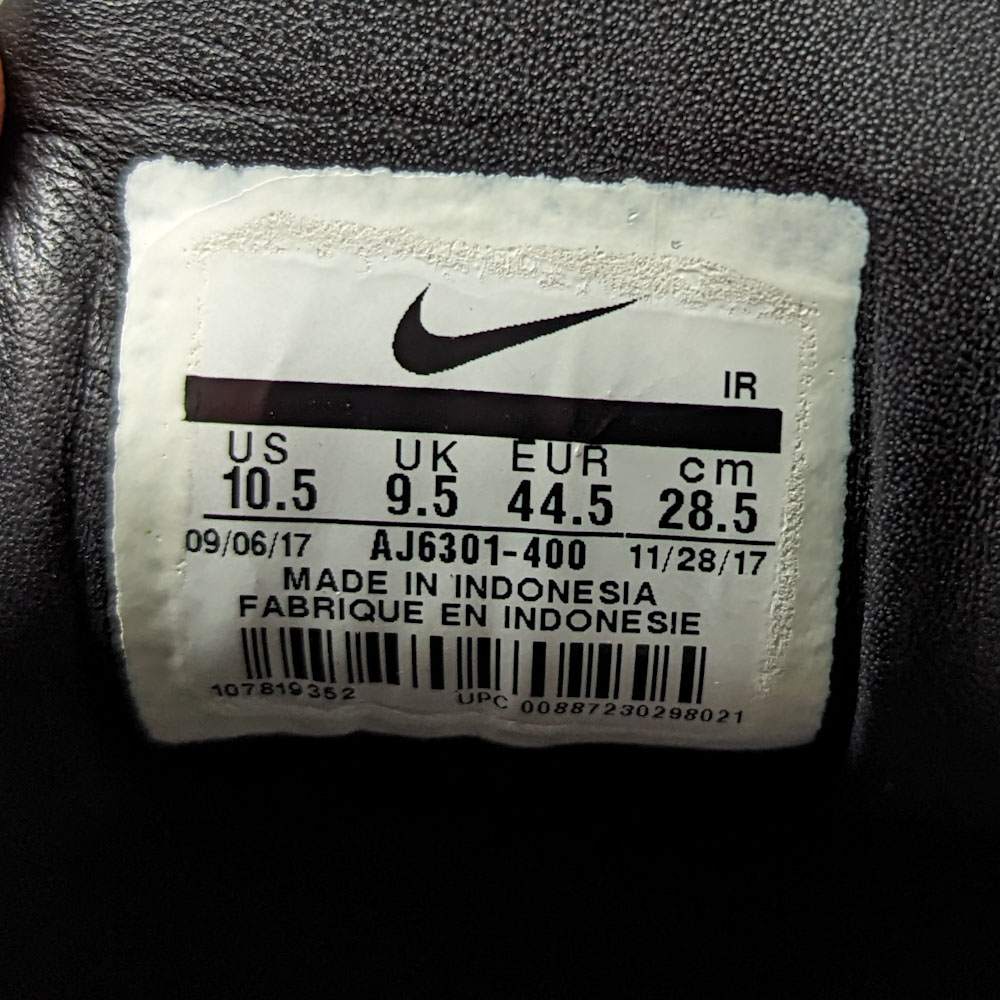 IR
US UK EUR cm
10.5 9.5 44.5 28.5
09/06/17 AJ6301-400 11/28/17
MADE IN INDONESIA
FABRIQUE EN INDONESIE
107819352 UPC 00887230298021